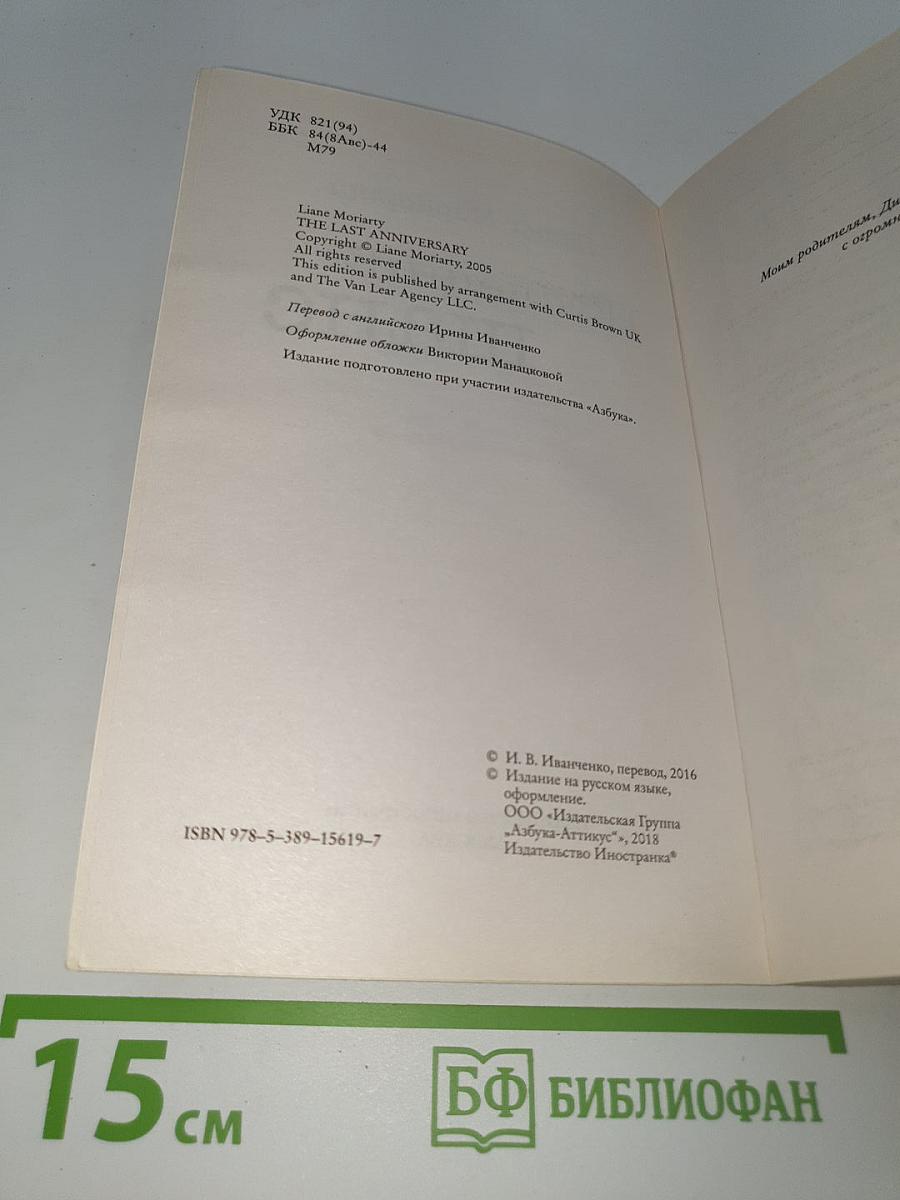 УДК 821(94)
ББК 84(8Авс)-44
М79
Liane Moriarty
THE LAST ANNIVERSARY
Copyright © Liane Moriarty, 2005
All rights reserved
This edition is published by arrangement with Curtis Brown UK
and The Van Lear Agency LLC.
Перевод с английского Ирины Иванченко
Оформление обложки Виктории Манацковой
Издание подготовлено при участии издательства «Азбука».
© И. В. Иванченко, перевод, 2016
© Издание на русском языке,
оформление.
ООО «Издательская Группа
„Азбука-Аттикус“», 2018
Издательство Иностранка®
ISBN 978-5-389-15619-7
Моим родителям, Ди
с огромн
15 см
БФ БИБЛИОФАН